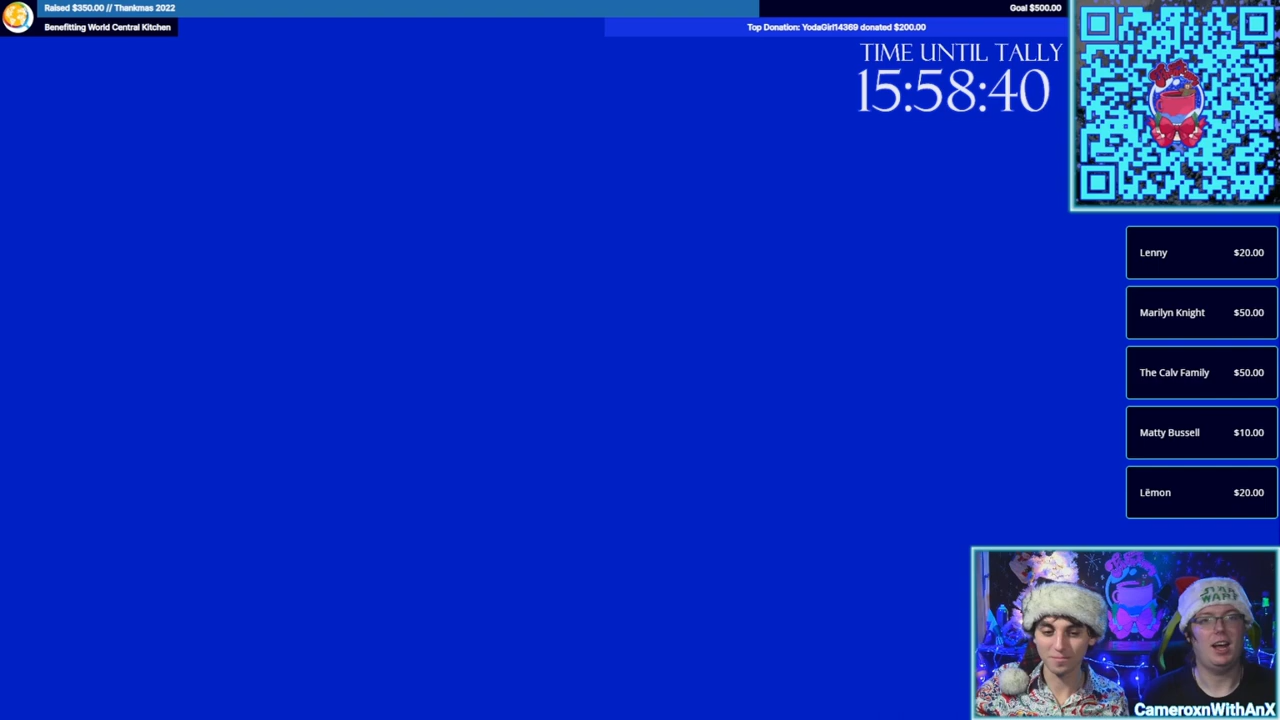 Raised $350.00 // Thankmas 2022
Goal $500.00
Benefitting World Central Kitchen
Top Donation: YodaGirl14369 donated $200.00
TIME UNTIL TALLY
15:58:40
Lenny $20.00
Marilyn Knight $50.00
The Calv Family $50.00
Matty Bussell $10.00
Lēmon $20.00
STAR
WARS
CameroxnWithAnX